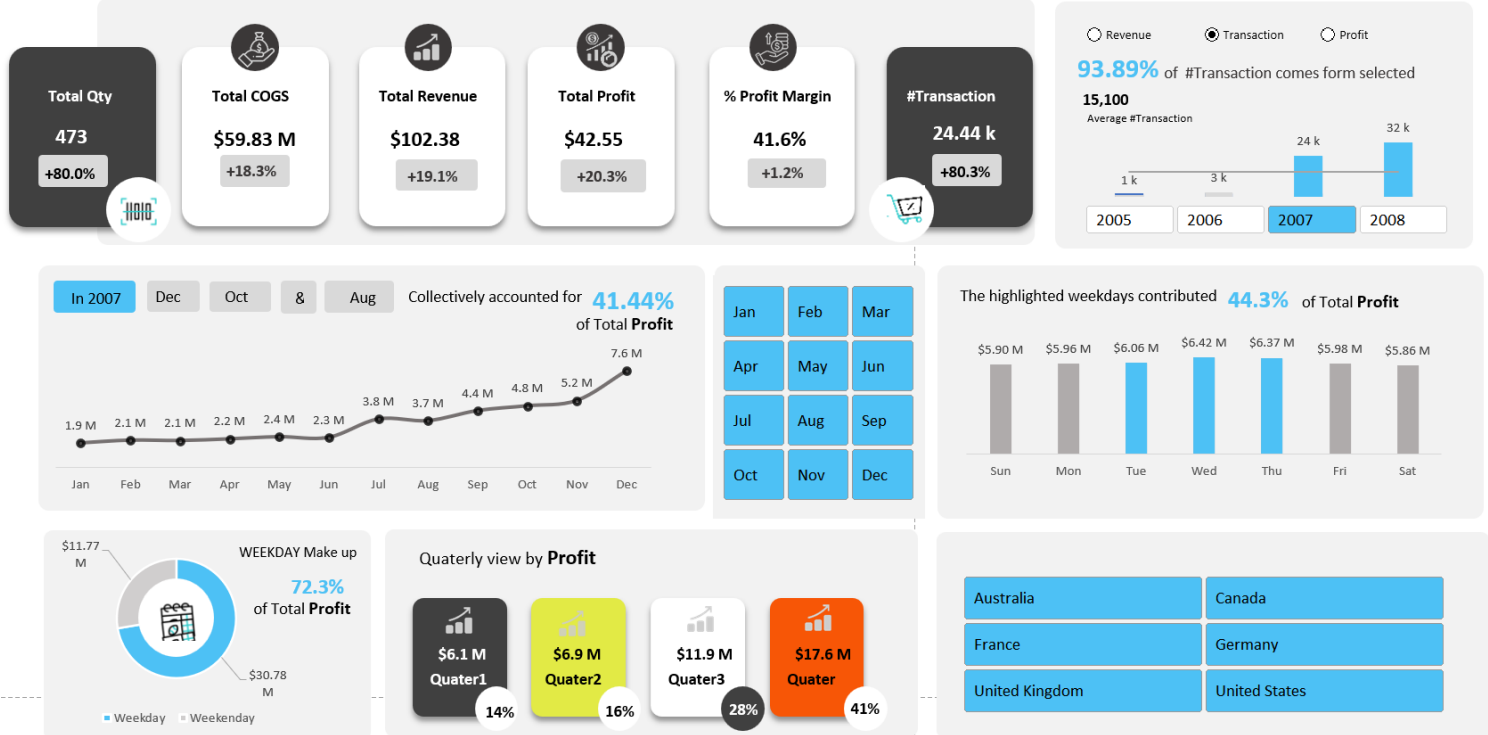 Total Qty
473
+80.0%
Total COGS
$59.83 M
+18.3%
Total Revenue
$102.38
+19.1%
Total Profit
$42.55
+20.3%
% Profit Margin
41.6%
+1.2%
#Transaction
24.44 k
+80.3%
Revenue
Transaction
Profit
93.89% of #Transaction comes form selected
15,100
Average #Transaction
1 k
3 k
24 k
32 k
2005
2006
2007
2008
In 2007
Dec
Oct
&
Aug
Collectively accounted for 41.44%
of Total Profit
1.9 M
2.1 M
2.1 M
2.2 M
2.4 M
2.3 M
3.8 M
3.7 M
4.4 M
4.8 M
5.2 M
7.6 M
Jan
Feb
Mar
Apr
May
Jun
Jul
Aug
Sep
Oct
Nov
Dec
Jan
Feb
Mar
Apr
May
Jun
Jul
Aug
Sep
Oct
Nov
Dec
The highlighted weekdays contributed 44.3% of Total Profit
$5.90 M
$5.96 M
$6.06 M
$6.42 M
$6.37 M
$5.98 M
$5.86 M
Sun
Mon
Tue
Wed
Thu
Fri
Sat
$11.77
M
WEEKDAY Make up
72.3%
of Total Profit
$30.78
M
Weekday
Weekenday
Quaterly view by Profit
$6.1 M
Quater1
14%
$6.9 M
Quater2
16%
$11.9 M
Quater3
28%
$17.6 M
Quater
41%
Australia
Canada
France
Germany
United Kingdom
United States